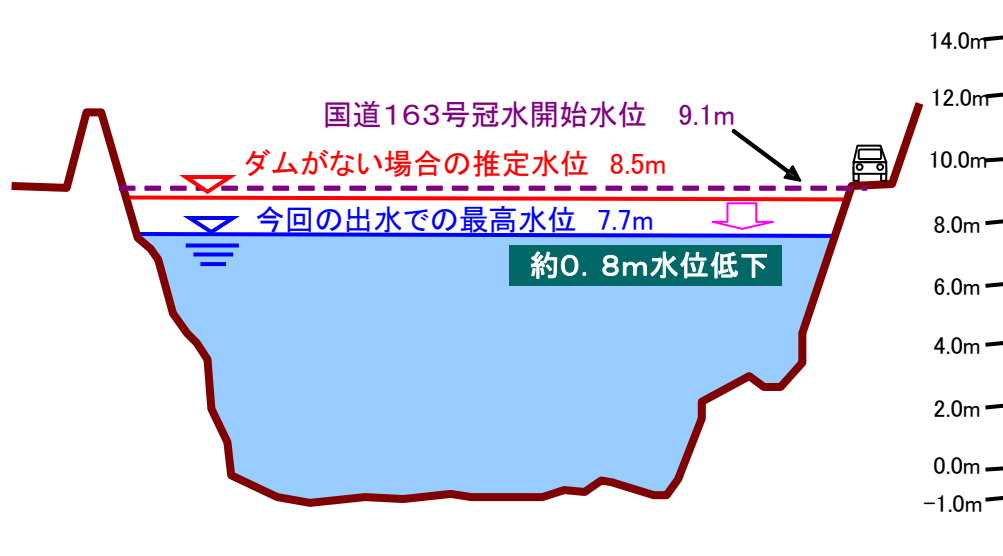 14.0m
12.0m
国道163号冠水開始水位 9.1m
ダムがない場合の推定水位 8.5m
10.0m
今回の出水での最高水位 7.7m
8.0m
約0.8m水位低下
6.0m
4.0m
2.0m
0.0m
-1.0m